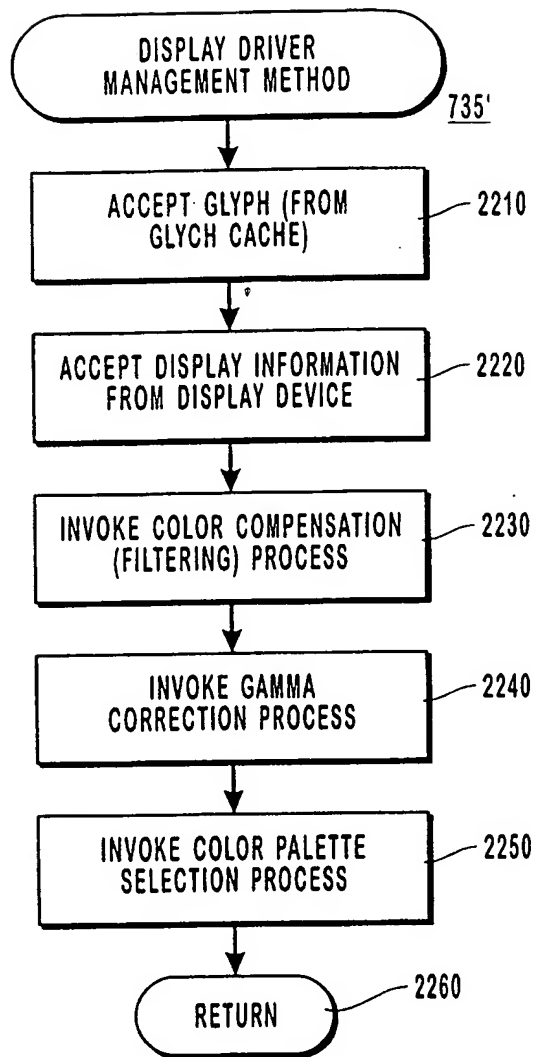 DISPLAY DRIVER
MANAGEMENT METHOD
735'
ACCEPT GLYPH (FROM
GLYCH CACHE)
2210
ACCEPT DISPLAY INFORMATION
FROM DISPLAY DEVICE
2220
INVOKE COLOR COMPENSATION
(FILTERING) PROCESS
2230
INVOKE GAMMA
CORRECTION PROCESS
2240
INVOKE COLOR PALETTE
SELECTION PROCESS
2250
RETURN
2260